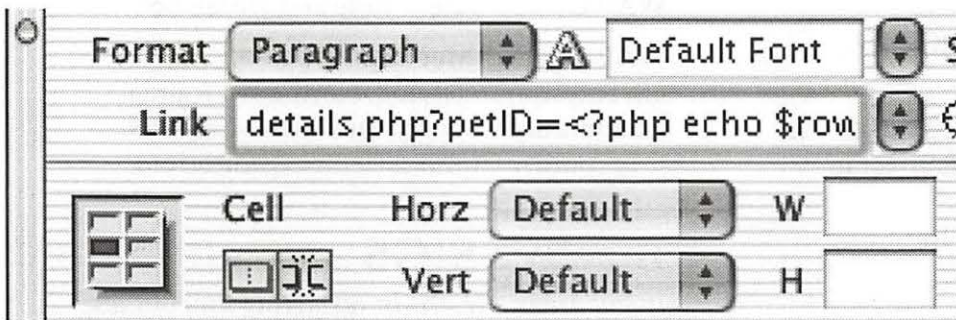 Format Paragraph A Default Font
Link details.php?petID=<?php echo $row
Cell Horz Default W
Vert Default H